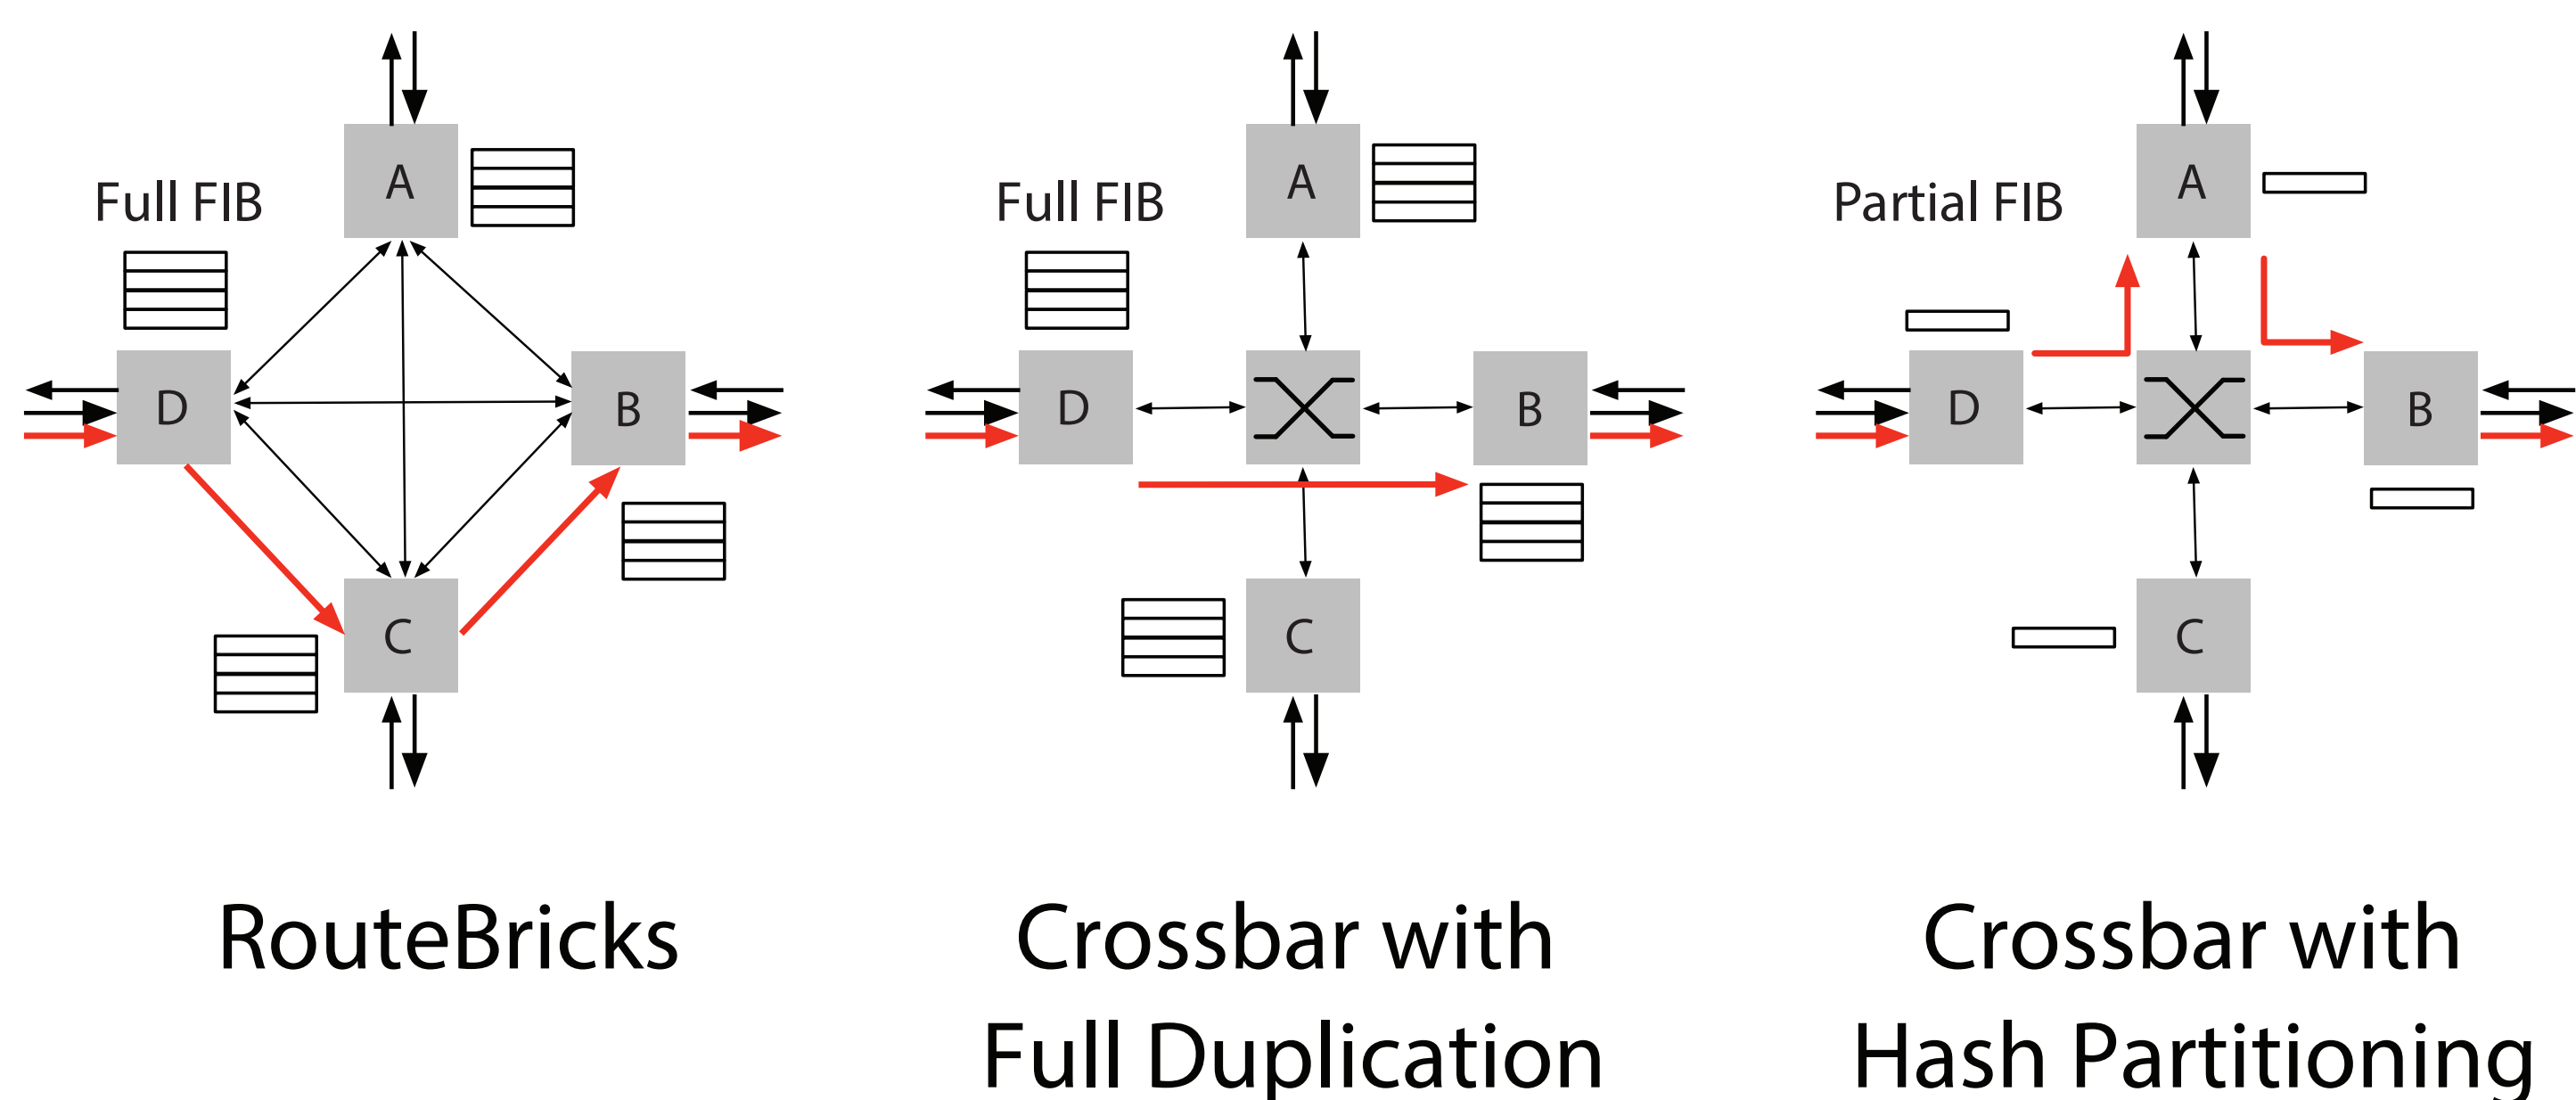 A
Full FIB
D
B
C
RouteBricks
A
Full FIB
D
B
C
Crossbar with
Full Duplication
A
Partial FIB
D
B
C
Crossbar with
Hash Partitioning